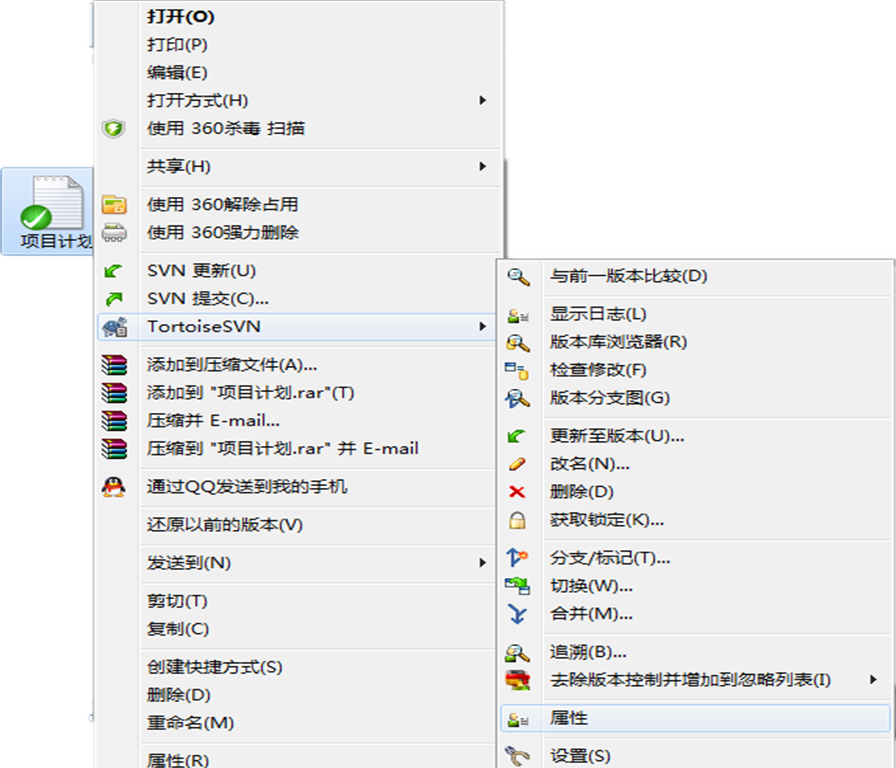 打开(O)
打印(P)
编辑(E)
打开方式(H)
使用 360杀毒 扫描
共享(H)
使用 360解除占用
使用 360强力删除
项目计划
SVN 更新(U)
SVN 提交(C)...
TortoiseSVN
添加到压缩文件(A)...
添加到 "项目计划.rar"(T)
压缩并 E-mail...
压缩到 "项目计划.rar" 并 E-mail
通过QQ发送到我的手机
还原以前的版本(V)
发送到(N)
剪切(T)
复制(C)
创建快捷方式(S)
删除(D)
重命名(M)
属性(R)
与前一版本比较(D)
显示日志(L)
版本库浏览器(R)
检查修改(F)
版本分支图(G)
更新至版本(U)...
改名(N)...
删除(D)
获取锁定(K)...
分支/标记(T)...
切换(W)...
合并(M)...
追溯(B)...
去除版本控制并增加到忽略列表(I)
属性
设置(S)